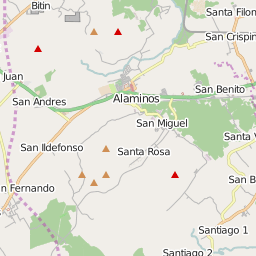 Bitin
Santa Filom
San Crispin
Juan
San Benito
San Andres
Alaminos
San Miguel
Santa
San Ildefonso
Santa Rosa
San B
San Fernando
Santiago 1
Santiago 2